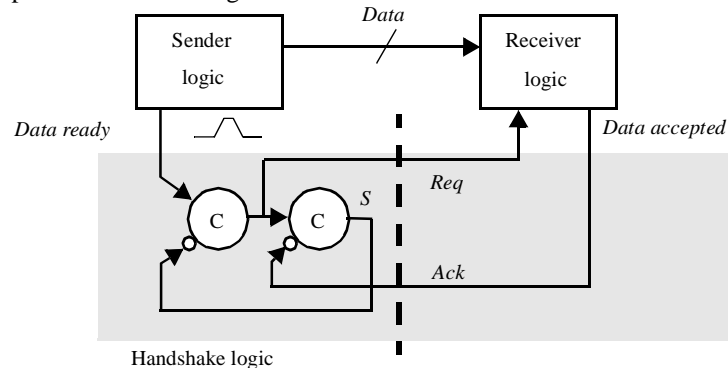 Data
Sender
logic
Receiver
logic
Data ready
Data accepted
Req
S
C
C
Ack
Handshake logic